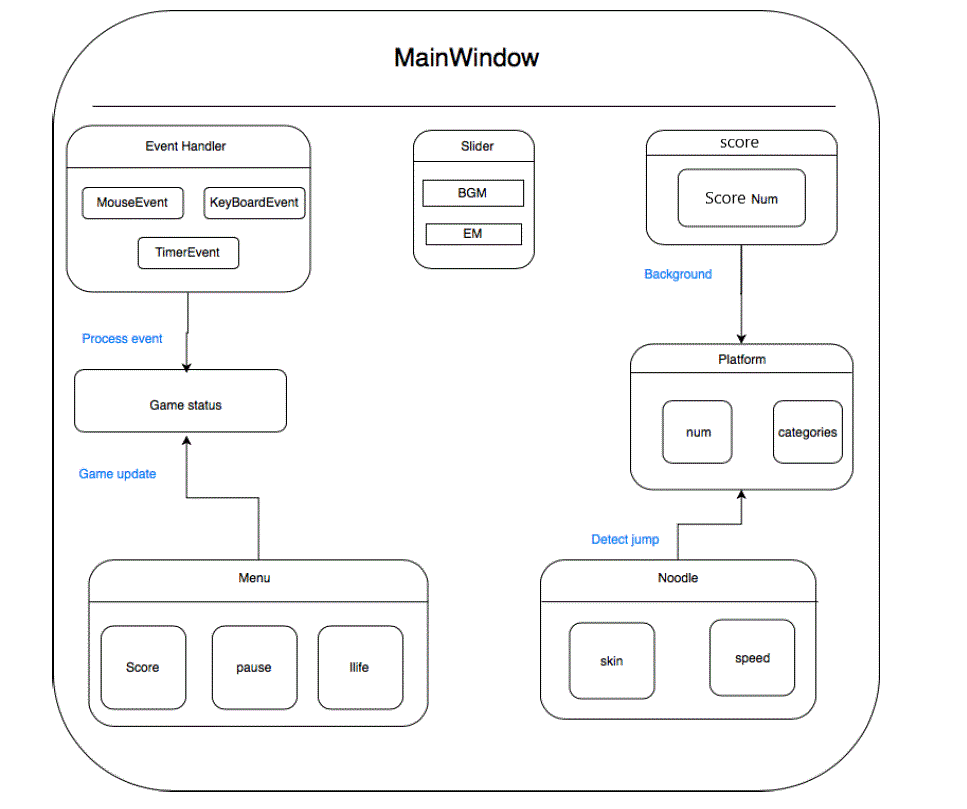 MainWindow
Event Handler
MouseEvent
KeyBoardEvent
TimerEvent
Slider
BGM
EM
score
Score Num
Process event
Background
Game status
Platform
num
categories
Game update
Detect jump
Menu
Score
pause
llife
Noodle
skin
speed